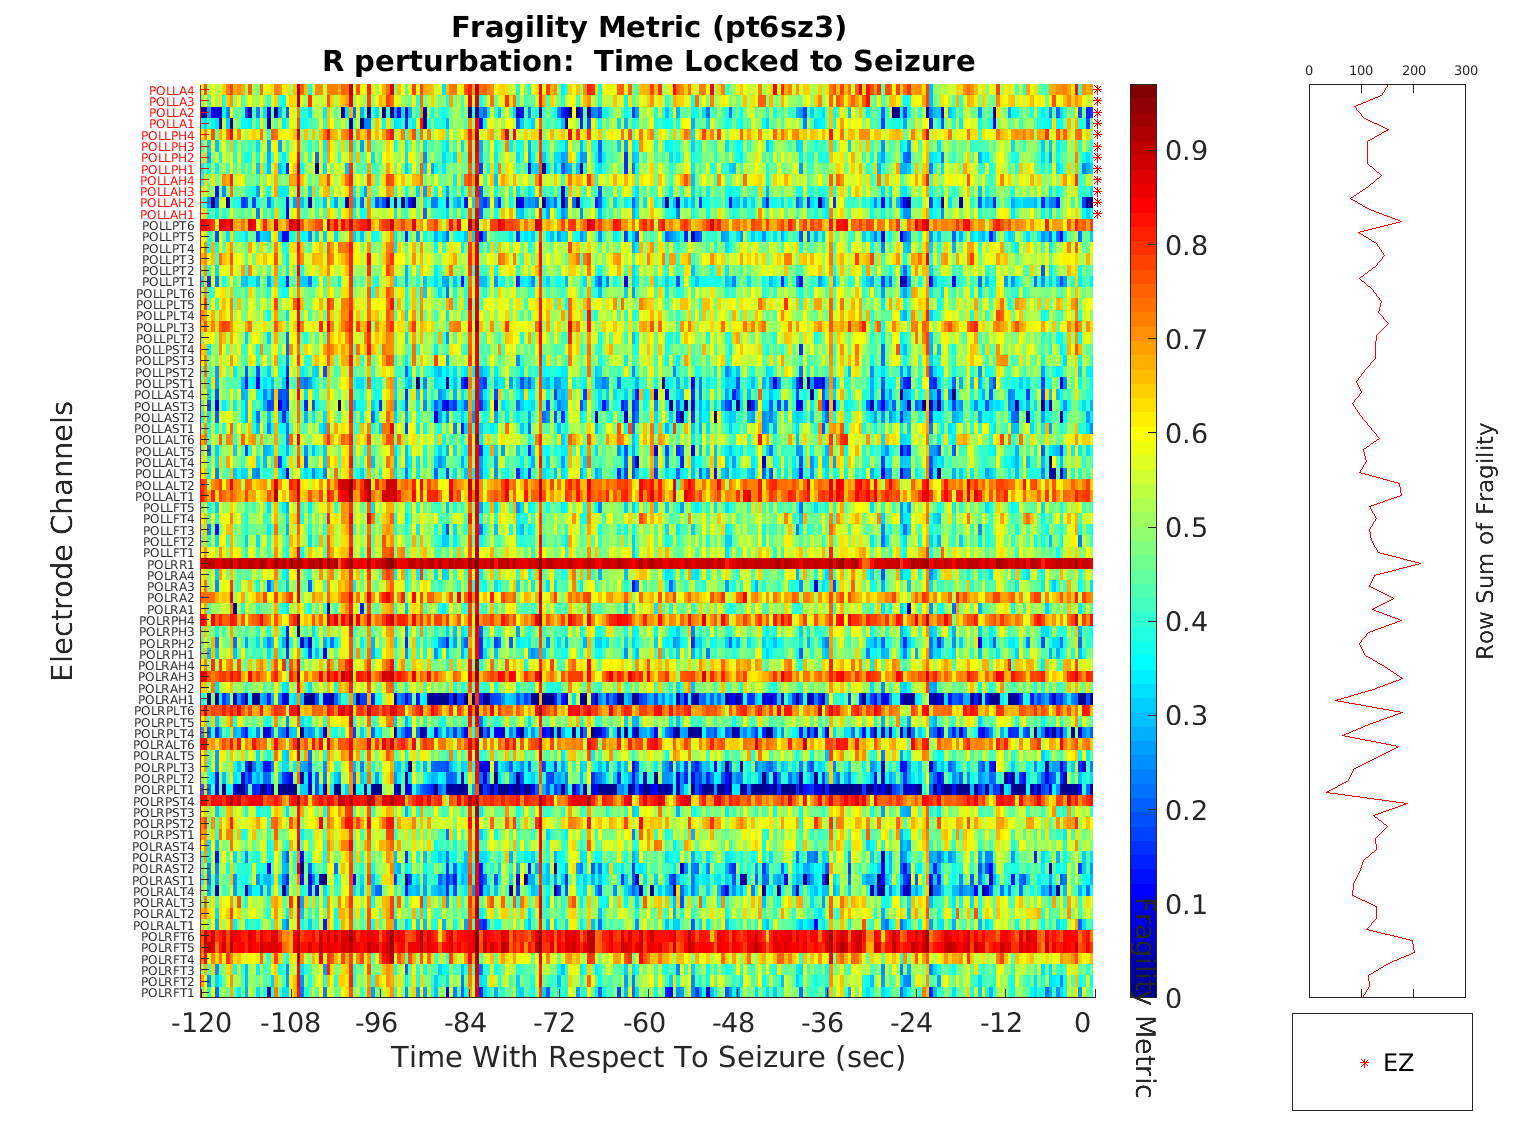 Fragility Metric (pt6sz3)
R perturbation:  Time Locked to Seizure
0 100 200 300
POLLA4
POLLA3
POLLA2
POLLA1
POLLPH4
POLLPH3
POLLPH2
POLLPH1
POLLAH4
POLLAH3
POLLAH2
POLLAH1
POLLPT6
POLLPT5
POLLPT4
POLLPT3
POLLPT2
POLLPT1
POLLPLT6
POLLPLT5
POLLPLT4
POLLPLT3
POLLPLT2
POLLPST4
POLLPST3
POLLPST2
POLLPST1
POLLAST4
POLLAST3
POLLAST2
POLLAST1
POLLALT6
POLLALT5
POLLALT4
POLLALT3
POLLALT2
POLLALT1
POLLFT5
POLLFT4
POLLFT3
POLLFT2
POLLFT1
POLRR1
POLRA4
POLRA3
POLRA2
POLRA1
POLRPH4
POLRPH3
POLRPH2
POLRPH1
POLRAH4
POLRAH3
POLRAH2
POLRAH1
POLRPLT6
POLRPLT5
POLRPLT4
POLRALT6
POLRALT5
POLRPLT3
POLRPLT2
POLRPLT1
POLRPST4
POLRPST3
POLRPST2
POLRPST1
POLRAST4
POLRAST3
POLRAST2
POLRAST1
POLRALT4
POLRALT3
POLRALT2
POLRALT1
POLRFT6
POLRFT5
POLRFT4
POLRFT3
POLRFT2
POLRFT1
Electrode Channels
-120 -108 -96 -84 -72 -60 -48 -36 -24 -12 0
Time With Respect To Seizure (sec)
0.9
0.8
0.7
0.6
0.5
0.4
0.3
0.2
0.1
0
Fragility Metric
Row Sum of Fragility
EZ